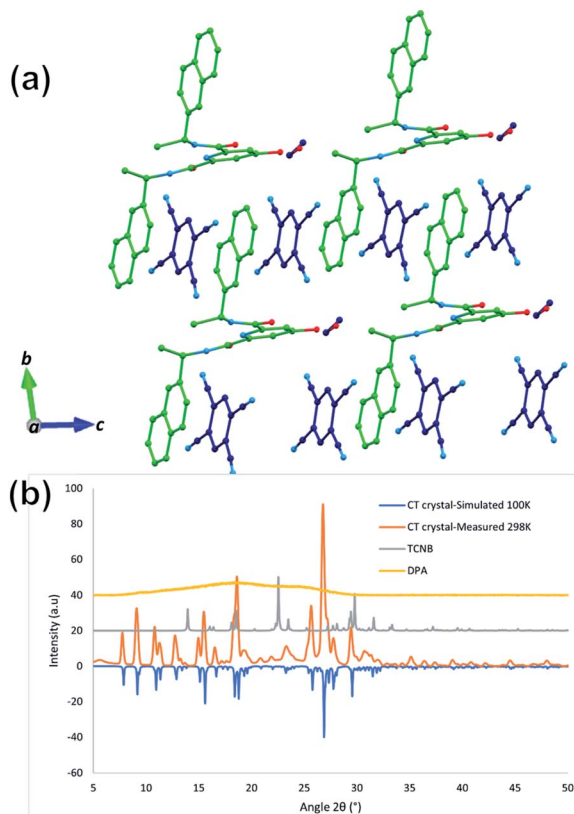 (a)
b
a
c
(b)
100
80
60
40
20
0
-20
-40
-60
Intensity (a.u)
CT crystal-Simulated 100K
CT crystal-Measured 298K
TCNB
DPA
5 10 15 20 25 30 35 40 45 50
Angle 2θ (°)